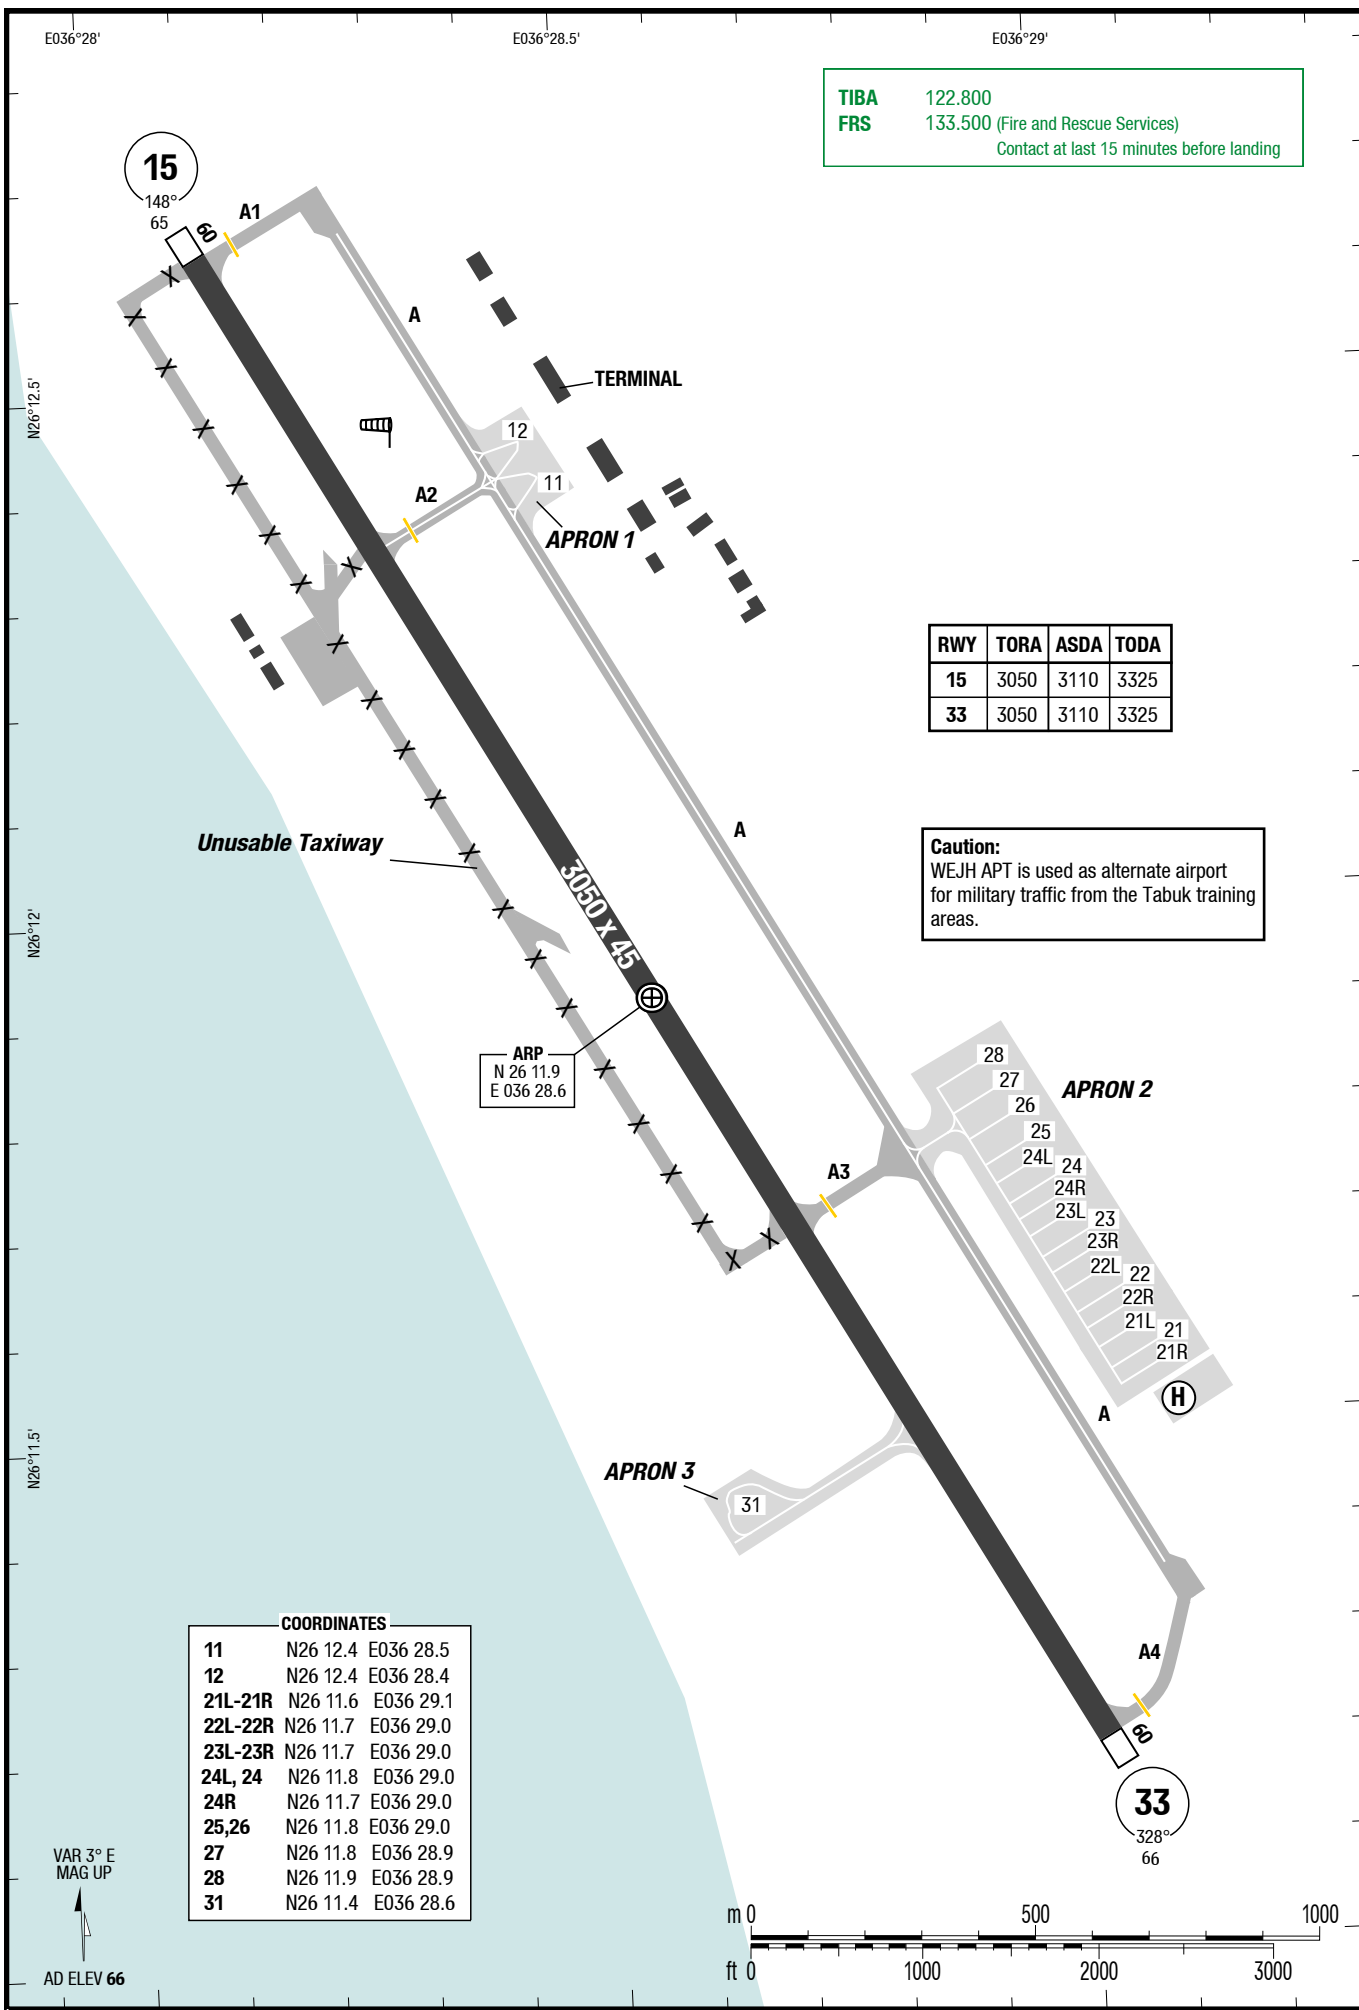 E036°28'
E036°28.5'
E036°29'
TIBA 122.800
FRS 133.500 (Fire and Rescue Services)
Contact at last 15 minutes before landing
15
148°
65
60
A1
A
TERMINAL
N26°12.5'
12
11
A2
APRON 1
RWY TORA ASDA TODA
15 3050 3110 3325
33 3050 3110 3325
Unusable Taxiway
A
3050 x 45
Caution:
WEJH APT is used as alternate airport
for military traffic from the Tabuk training
areas.
N26°12'
ARP
N 26 11.9
E 036 28.6
28
27
26
25
24L
24
24R
23L
23
23R
22L
22
22R
21L
21
21R
APRON 2
A3
H
A
N26°11.5'
APRON 3
31
A4
60
33
328°
66
COORDINATES
11 N26 12.4 E036 28.5
12 N26 12.4 E036 28.4
21L-21R N26 11.6 E036 29.1
22L-22R N26 11.7 E036 29.0
23L-23R N26 11.7 E036 29.0
24L, 24 N26 11.8 E036 29.0
24R N26 11.7 E036 29.0
25,26 N26 11.8 E036 29.0
27 N26 11.8 E036 28.9
28 N26 11.9 E036 28.9
31 N26 11.4 E036 28.6
VAR 3° E
MAG UP
AD ELEV 66
m 0 500 1000
ft 0 1000 2000 3000